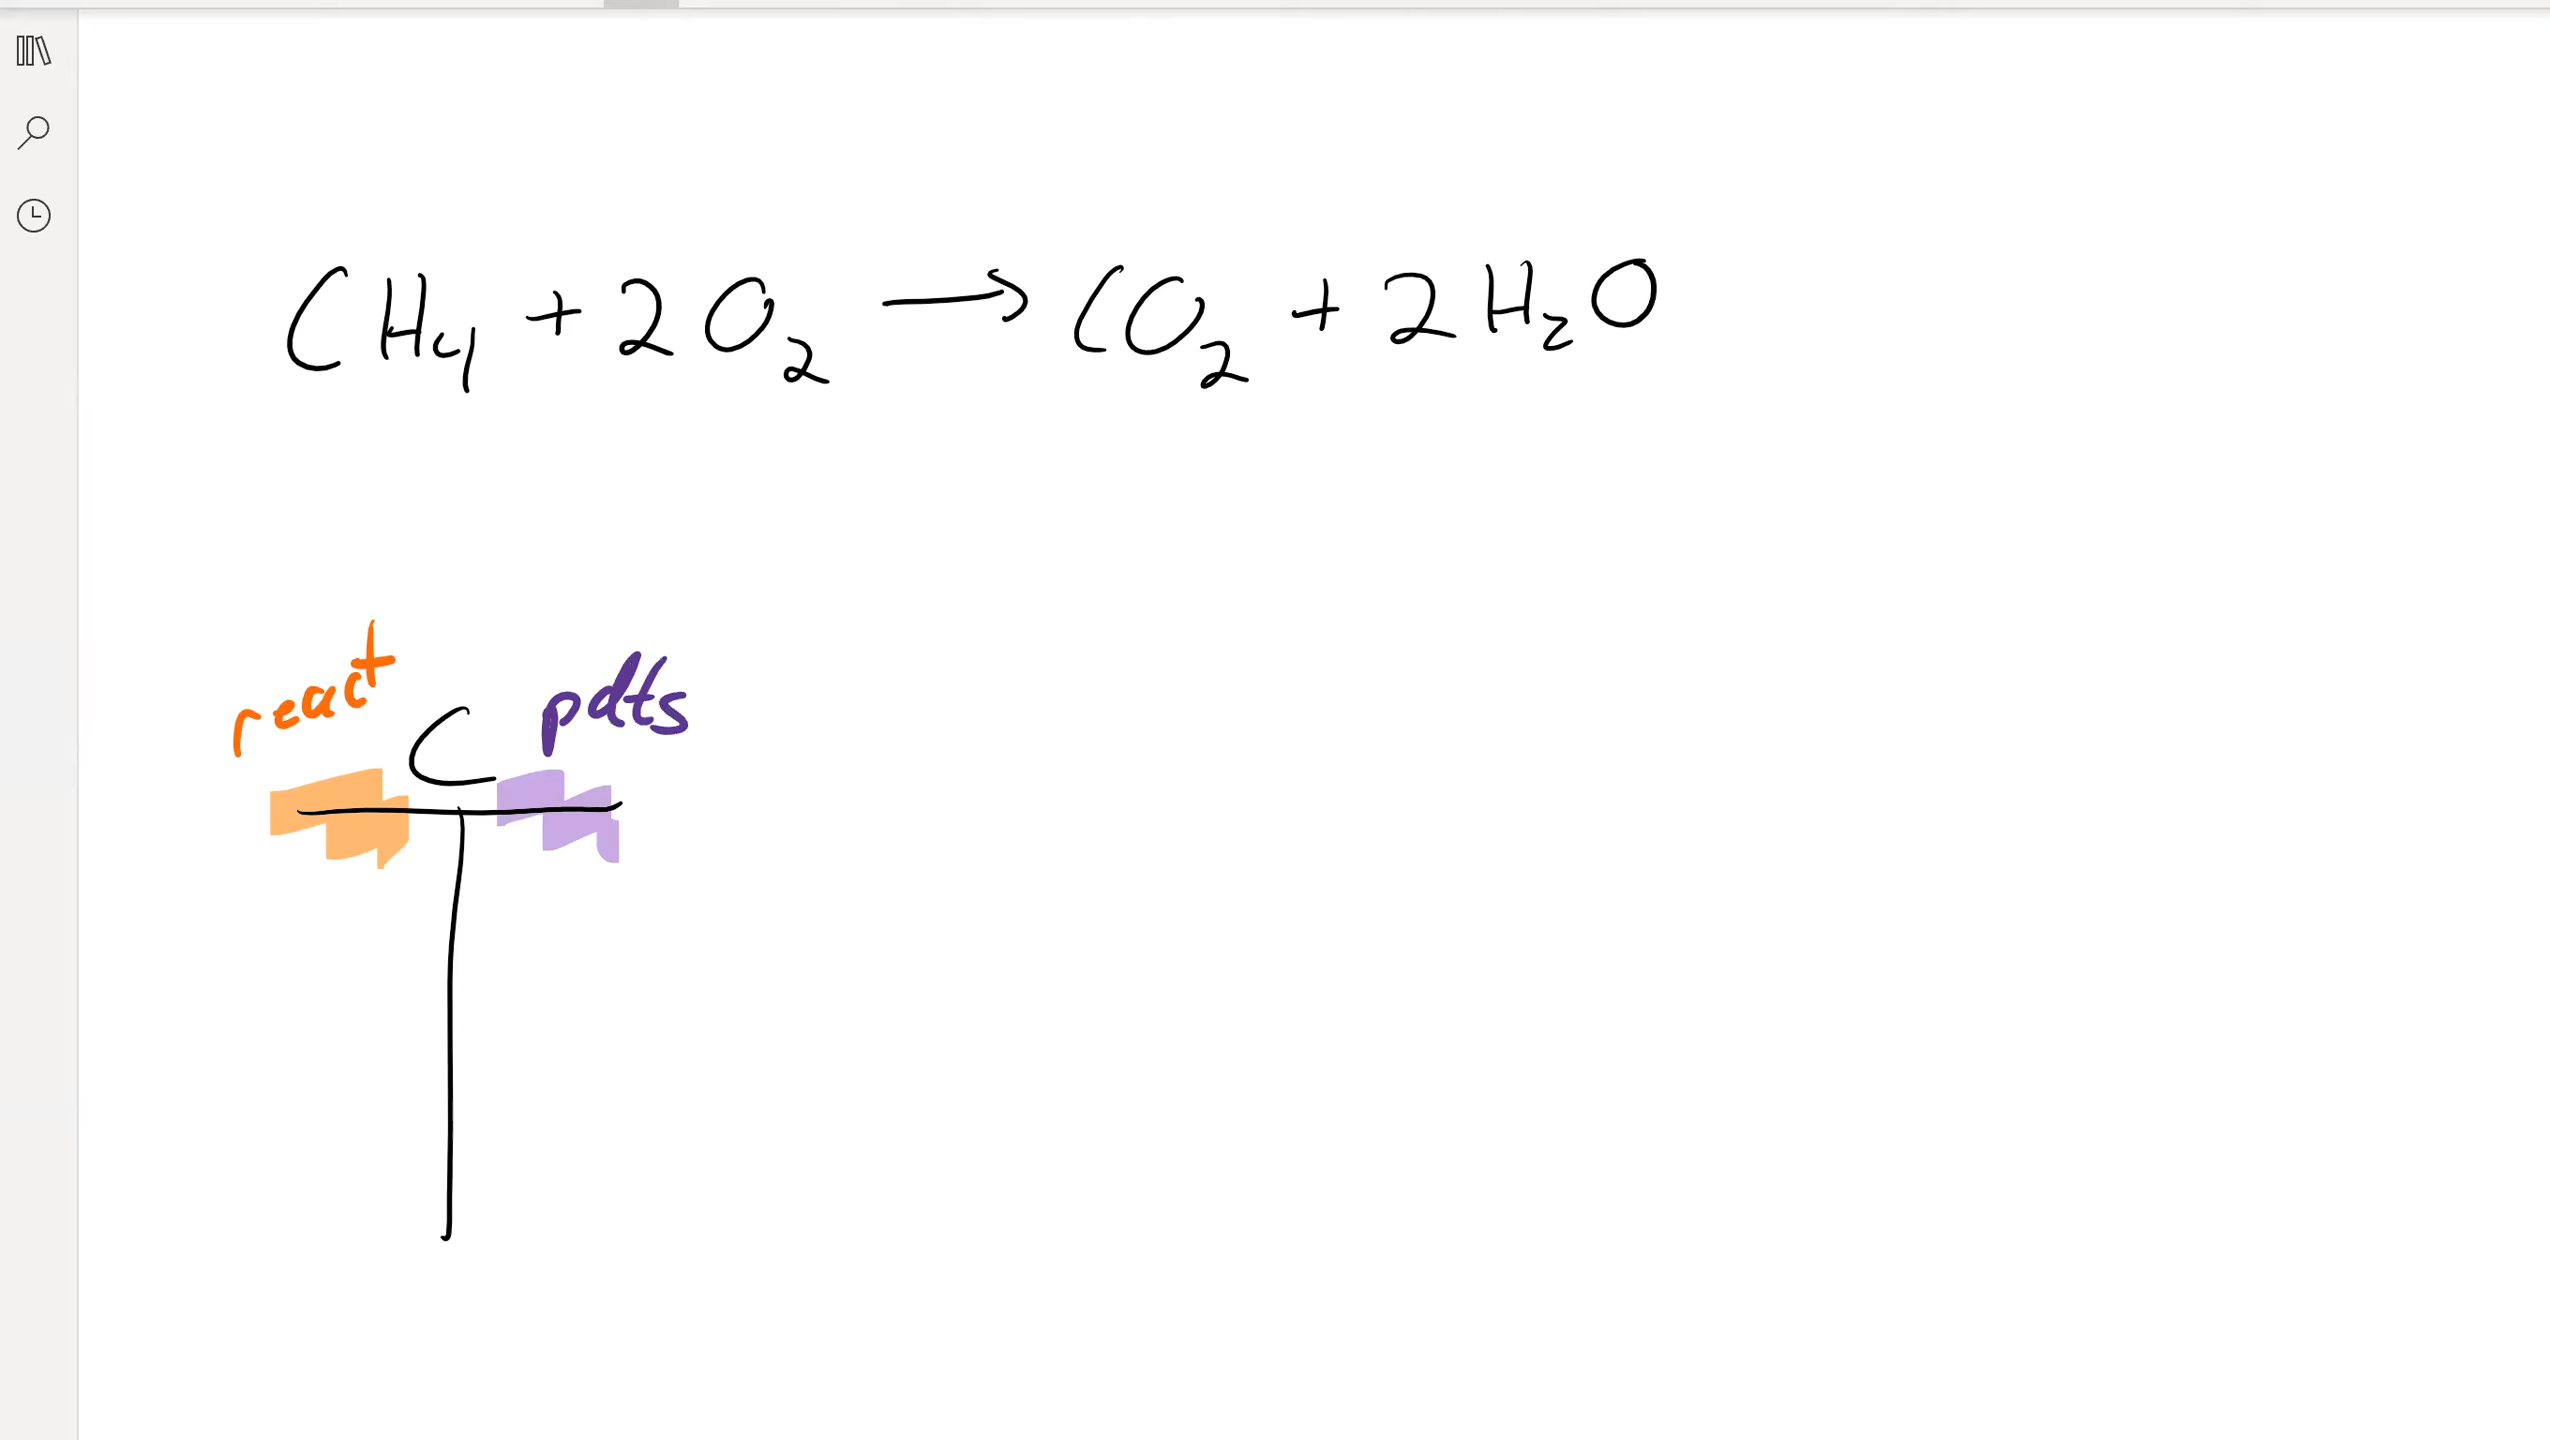 CH₄ + 2 O₂ → CO₂ + 2 H₂O
react C pdts